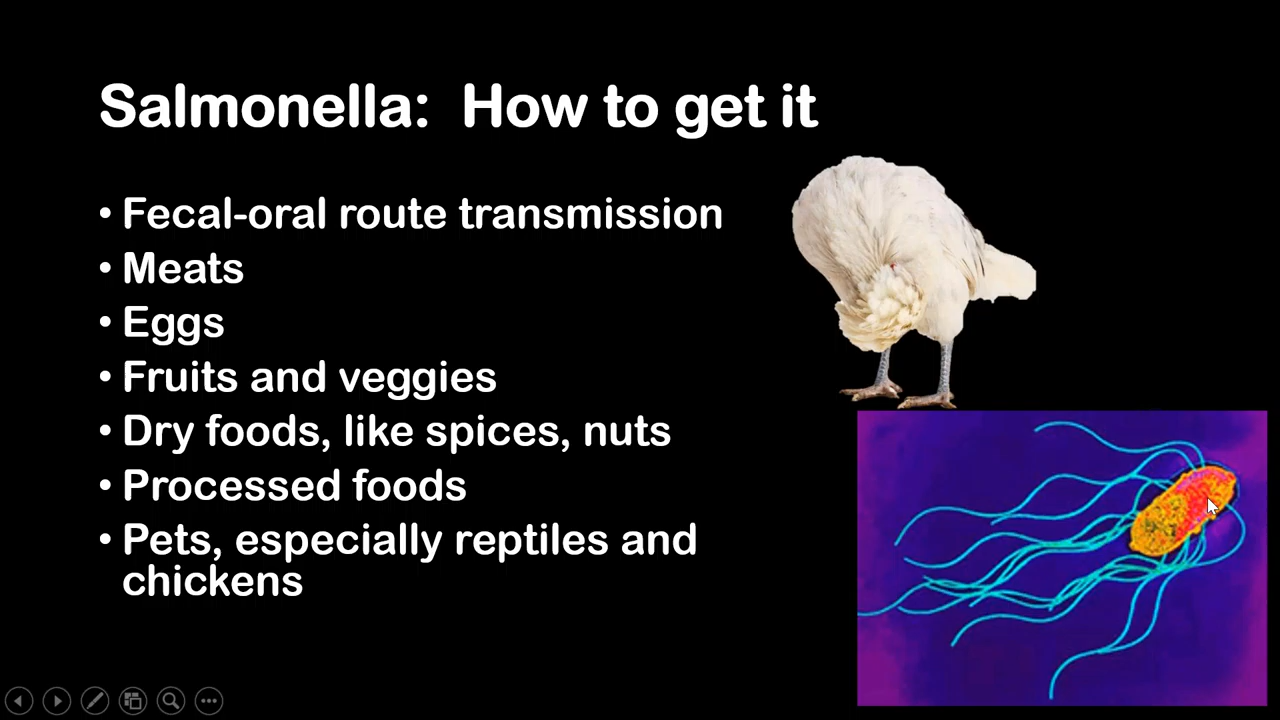 Salmonella:  How to get it
• Fecal-oral route transmission
• Meats
• Eggs
• Fruits and veggies
• Dry foods, like spices, nuts
• Processed foods
• Pets, especially reptiles and
chickens